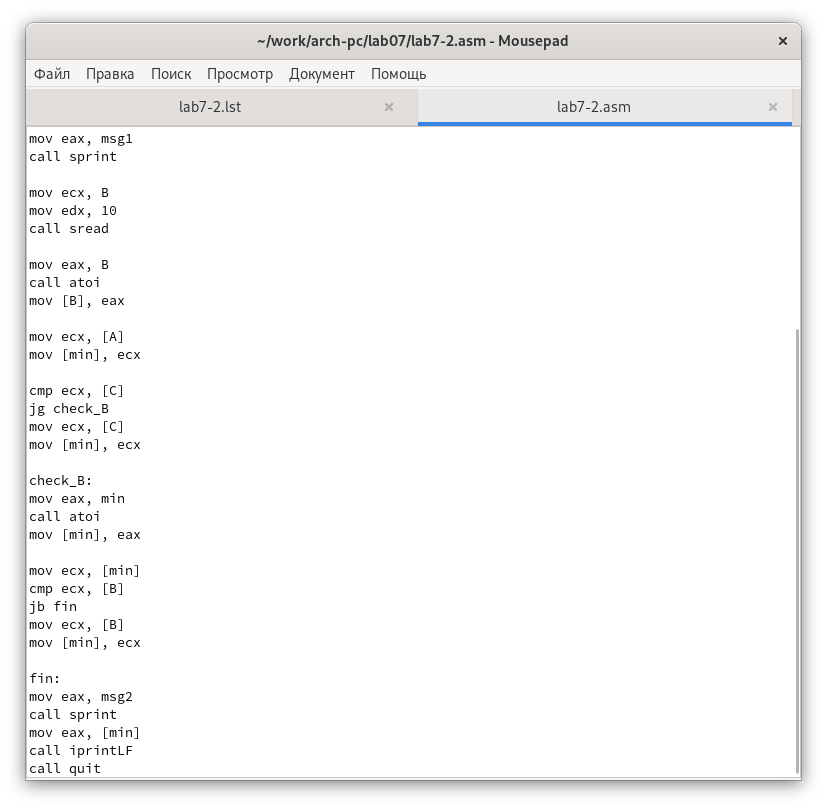 ~/work/arch-pc/lab07/lab7-2.asm - Mousepad
Файл Правка Поиск Просмотр Документ Помощь
lab7-2.lst lab7-2.asm
mov eax, msg1
call sprint
mov ecx, B
mov edx, 10
call sread
mov eax, B
call atoi
mov [B], eax
mov ecx, [A]
mov [min], ecx
cmp ecx, [C]
jg check_B
mov ecx, [C]
mov [min], ecx
check_B:
mov eax, min
call atoi
mov [min], eax
mov ecx, [min]
cmp ecx, [B]
jb fin
mov ecx, [B]
mov [min], ecx
fin:
mov eax, msg2
call sprint
mov eax, [min]
call iprintLF
call quit